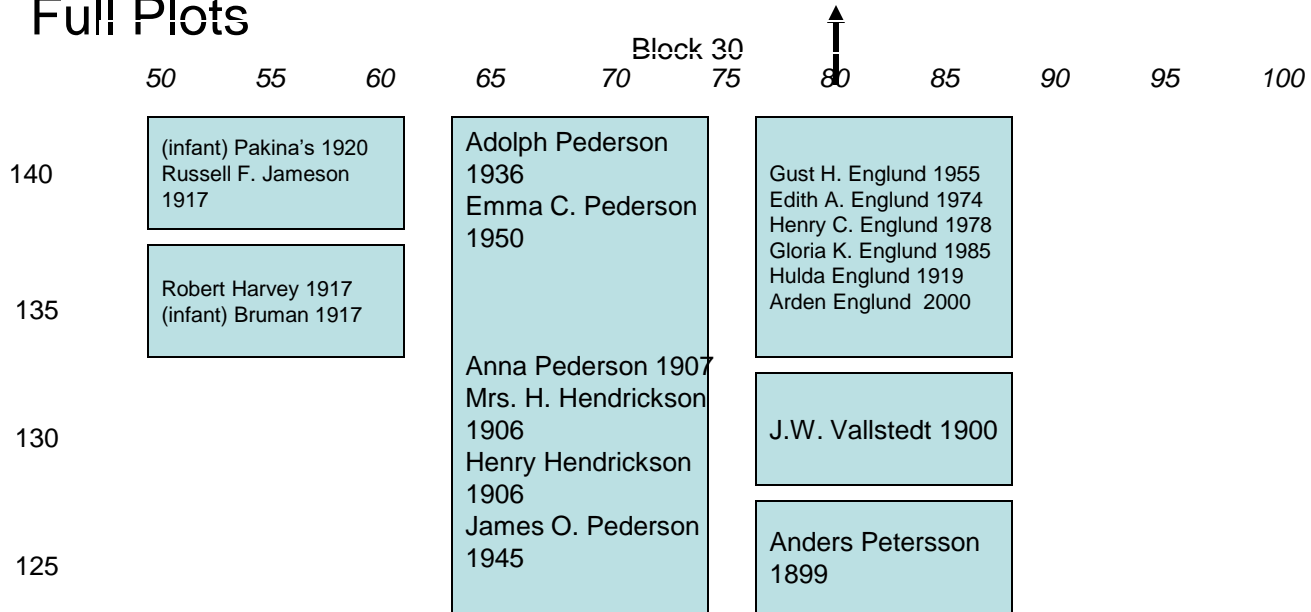 Full Plots
Block 30
50 55 60 65 70 75 80 85 90 95 100
140
(infant) Pakina's 1920
Russell F. Jameson
1917
135
Robert Harvey 1917
(infant) Bruman 1917
130
125
Adolph Pederson
1936
Emma C. Pederson
1950
Anna Pederson 1907
Mrs. H. Hendrickson
1906
Henry Hendrickson
1906
James O. Pederson
1945
Gust H. Englund 1955
Edith A. Englund 1974
Henry C. Englund 1978
Gloria K. Englund 1985
Hulda Englund 1919
Arden Englund 2000
J.W. Vallstedt 1900
Anders Petersson
1899